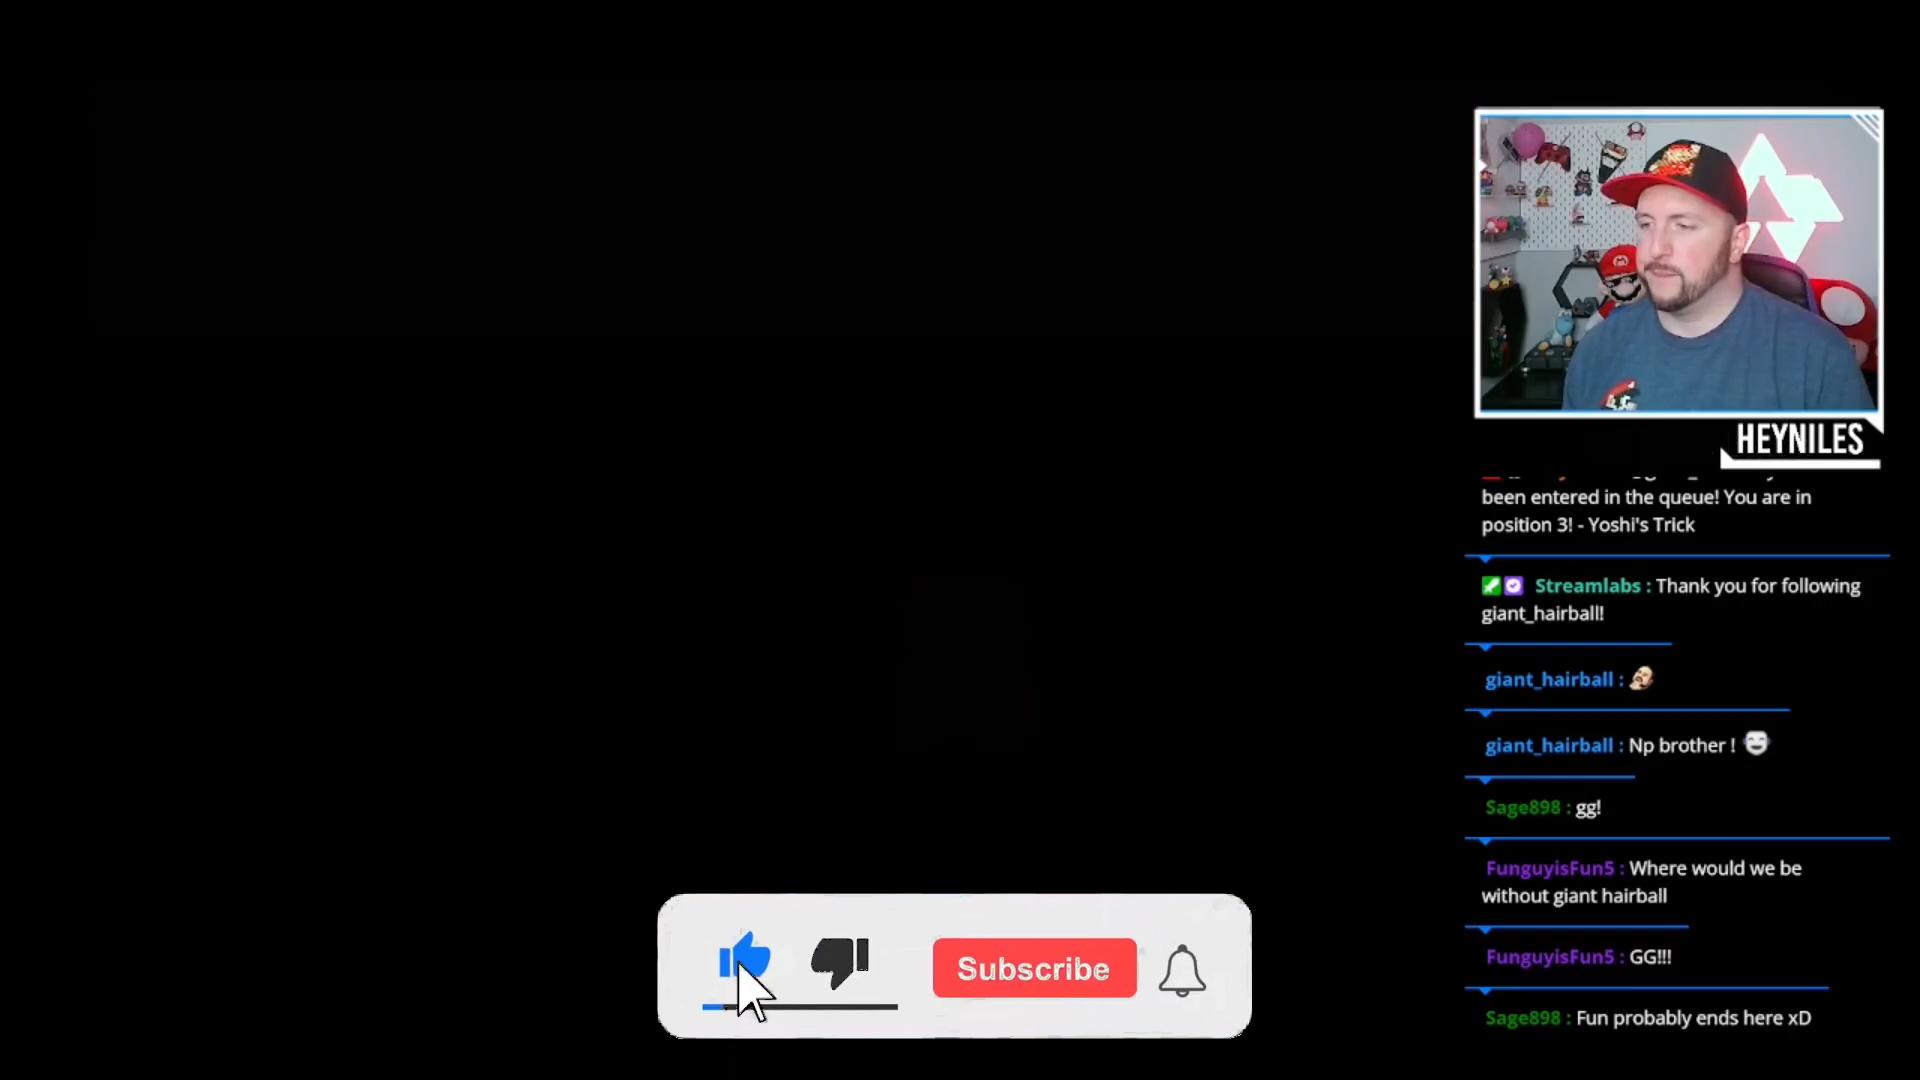 HEYNILES
been entered in the queue! You are in
position 3! - Yoshi's Trick
Streamlabs : Thank you for following
giant_hairball!
giant_hairball :
giant_hairball : Np brother !
Sage898 : gg!
FunguyisFun5 : Where would we be
without giant hairball
FunguyisFun5 : GG!!!
Sage898 : Fun probably ends here xD
Subscribe